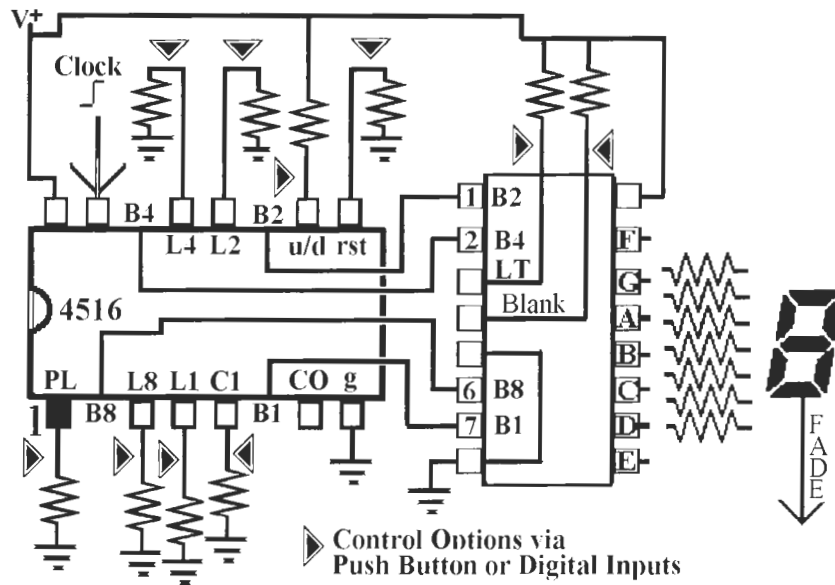 V+
Clock
B4 L4 L2 B2 u/d rst
4516
PL B8 L8 L1 C1 B1 CO g
1
1 B2
2 B4
LT
Blank
6 B8
7 B1
F
G
A
B
C
D
E
FADE
Control Options via
Push Button or Digital Inputs